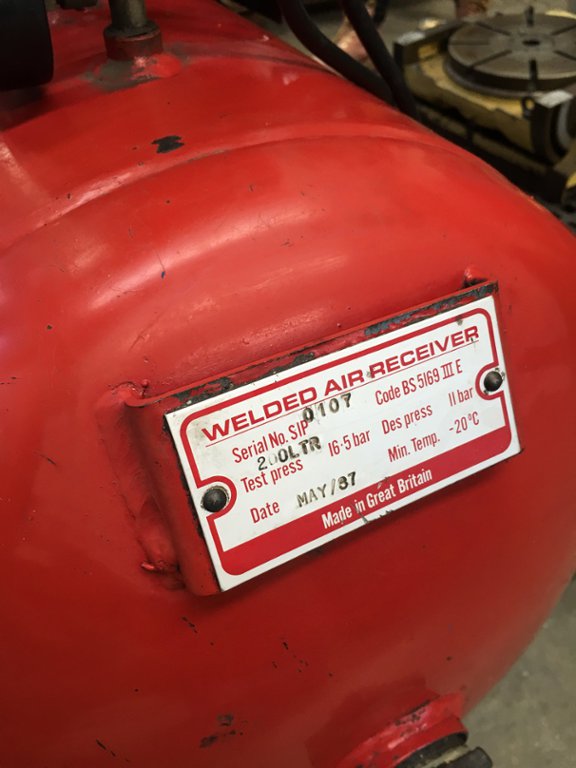 WELDED AIR RECEIVER
Serial No. SIP 0107 Code BS 5169 III E
200LTR
Test press 16·5 bar Des press 11 bar
Date MAY/87 Min. Temp. -20°C
Made in Great Britain